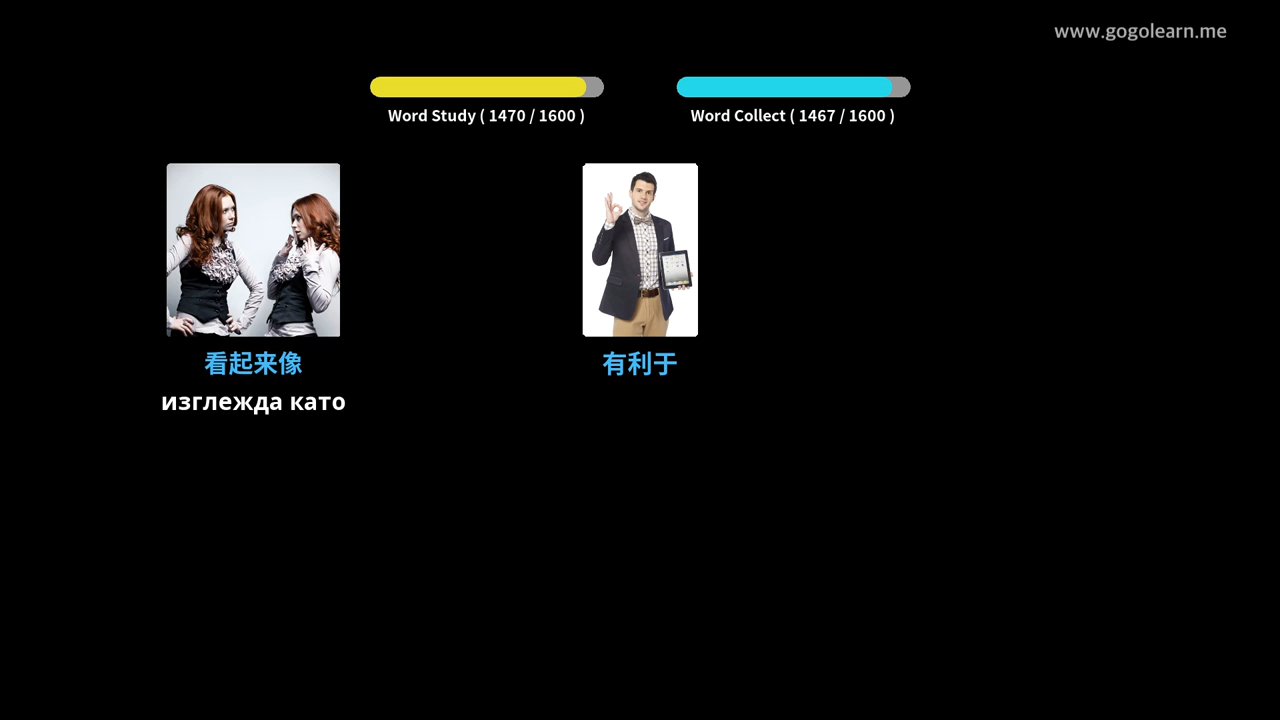 www.gogolearn.me
Word Study ( 1470 / 1600 )
Word Collect ( 1467 / 1600 )
看起来像
изглежда като
有利于